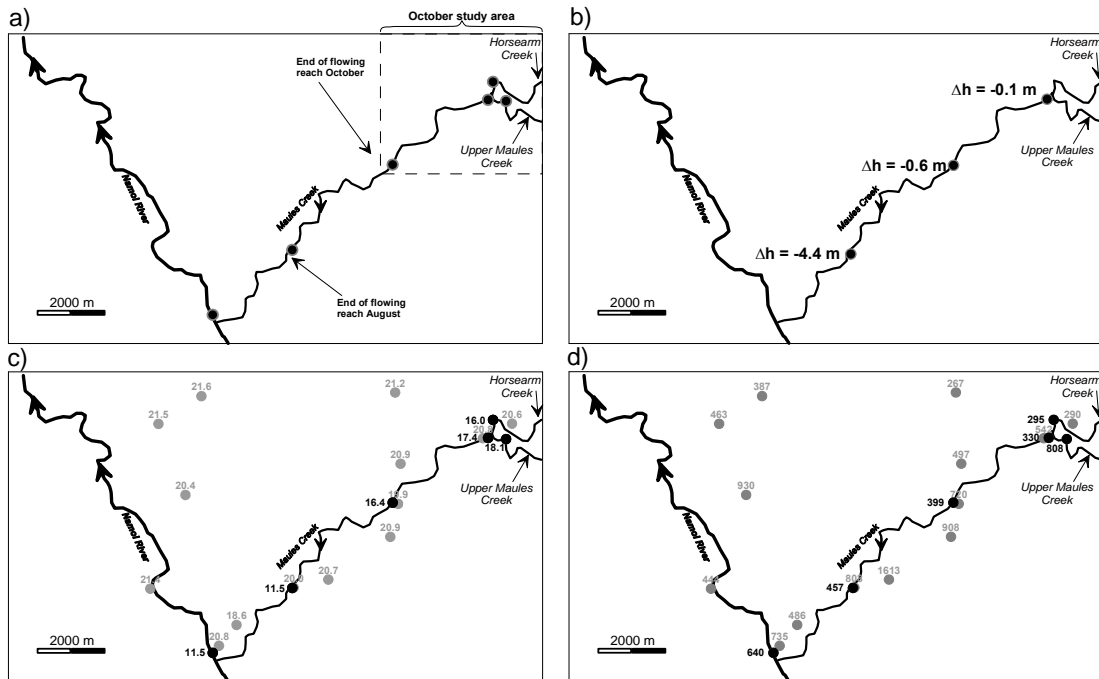 a)
October study area
Horsearm
Creek
End of flowing
reach October
Upper Maules
Creek
Namoi River
Maules Creek
End of flowing
reach August
2000 m
b)
Horsearm
Creek
Δh = -0.1 m
Upper Maules
Creek
Δh = -0.6 m
Namoi River
Maules Creek
Δh = -4.4 m
2000 m
c)
21.6
21.2
Horsearm
Creek
21.5
16.0
20.6
17.4
18.1
20.9
Upper Maules
Creek
20.4
16.4
20.9
Namoi River
Maules Creek
20.7
21.4
20.0
11.5
18.6
20.8
11.5
2000 m
d)
387
267
Horsearm
Creek
463
295
290
542
330
808
497
Upper Maules
Creek
930
720
399
908
Namoi River
Maules Creek
1613
457
486
735
640
2000 m